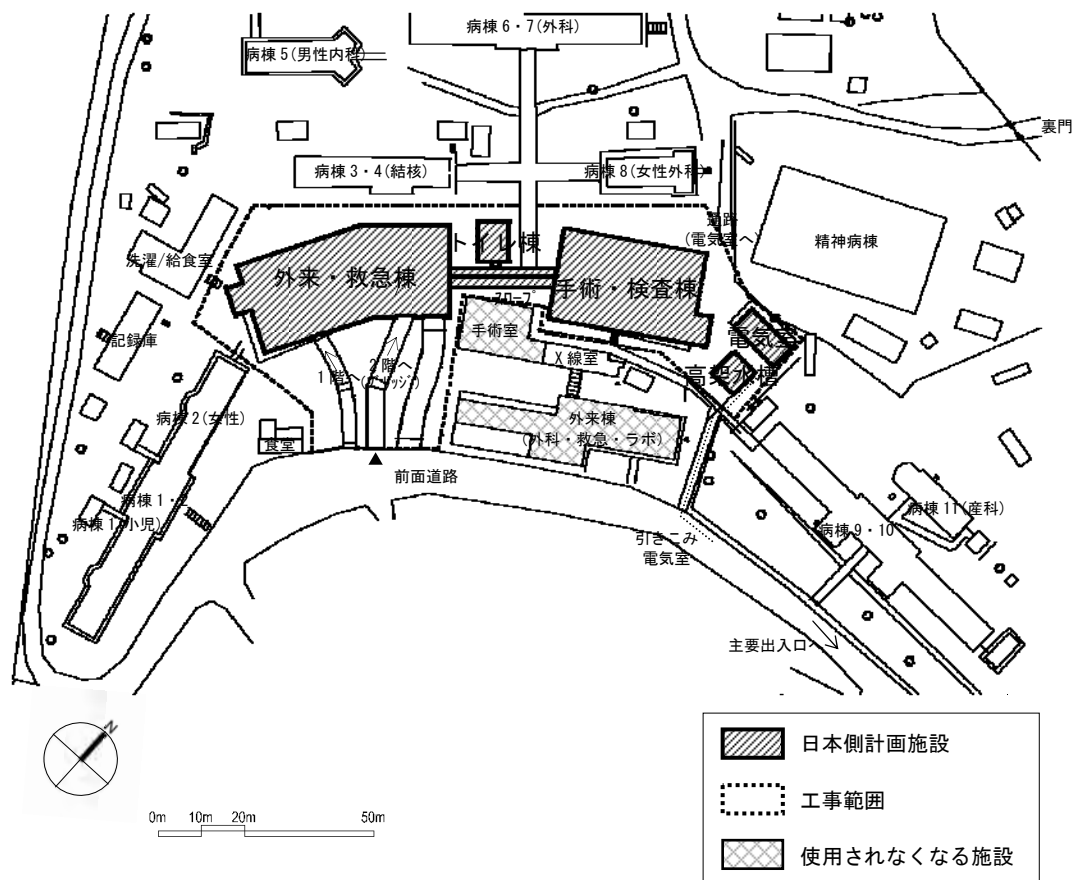 病棟 6・7(外科)
病棟 5(男性内科)
裏門
病棟 3・4(結核)
病棟 8(女性外科)
通路
(電気室へ)
精神病棟
トイレ棟
洗濯/給食室
外来・救急棟
手術・検査棟
スロープ
手術室
電気室
記録庫
X 線室
高架水槽
1 階へ
2 階へ
病棟 2(女性)
外来棟
(外科・救急・ラボ)
食堂
前面道路
病棟 1・2
病棟 1(小児)
病棟 11(産科)
病棟 9・10
引きこみ
電気室
主要出入口へ
N
0m 10m 20m 50m
日本側計画施設
工事範囲
使用されなくなる施設